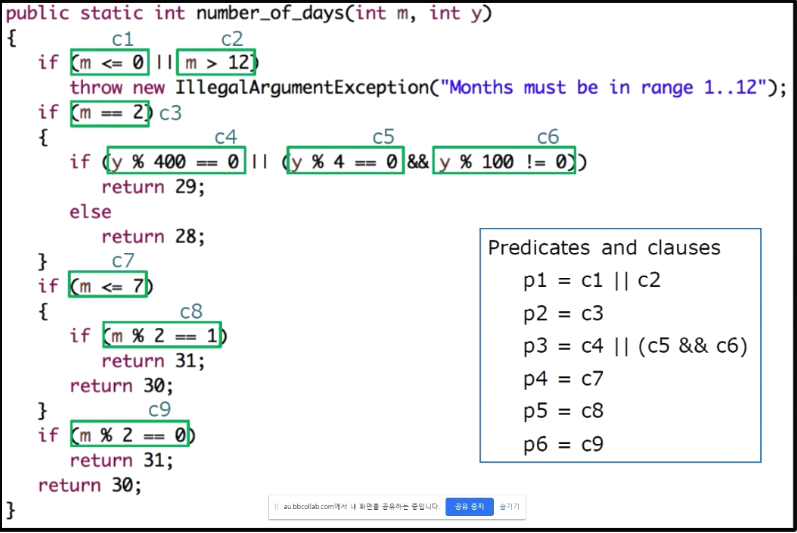 public static int number_of_days(int m, int y)
{
c1 c2
if (m <= 0 || m > 12)
throw new IllegalArgumentException("Months must be in range 1..12");
if (m == 2) c3
{
c4 c5 c6
if (y % 400 == 0 || (y % 4 == 0 && y % 100 != 0))
return 29;
else
return 28;
}
c7
if (m <= 7)
{
c8
if (m % 2 == 1)
return 31;
return 30;
}
c9
if (m % 2 == 0)
return 31;
return 30;
}
Predicates and clauses
p1 = c1 || c2
p2 = c3
p3 = c4 || (c5 && c6)
p4 = c7
p5 = c8
p6 = c9
|| au.bbcollab.com에서 내 화면을 공유하는 중입니다. 공유 중지 숨기기